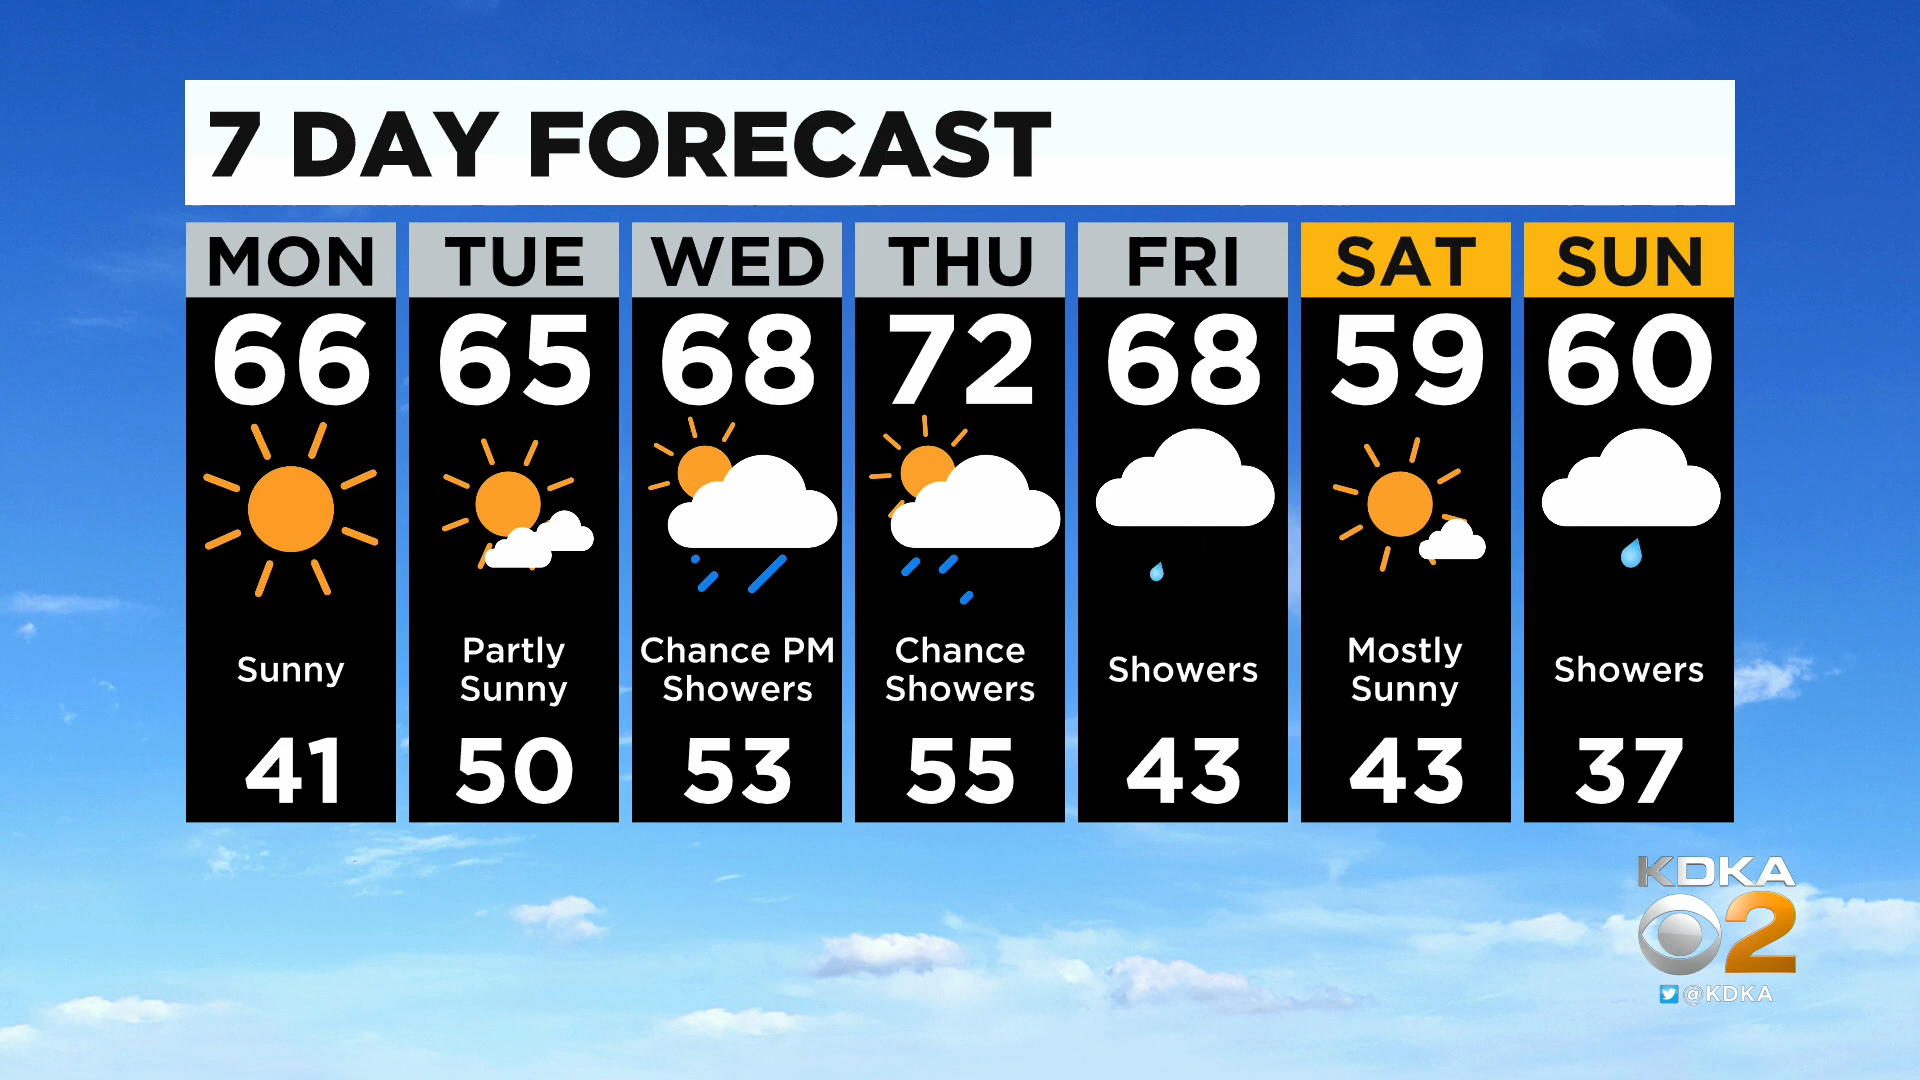 7 DAY FORECAST
MON TUE WED THU FRI SAT SUN
66 65 68 72 68 59 60
Sunny
Partly
Sunny
Chance PM
Showers
Chance
Showers
Showers
Mostly
Sunny
Showers
41 50 53 55 43 43 37
KDKA
2
@KDKA